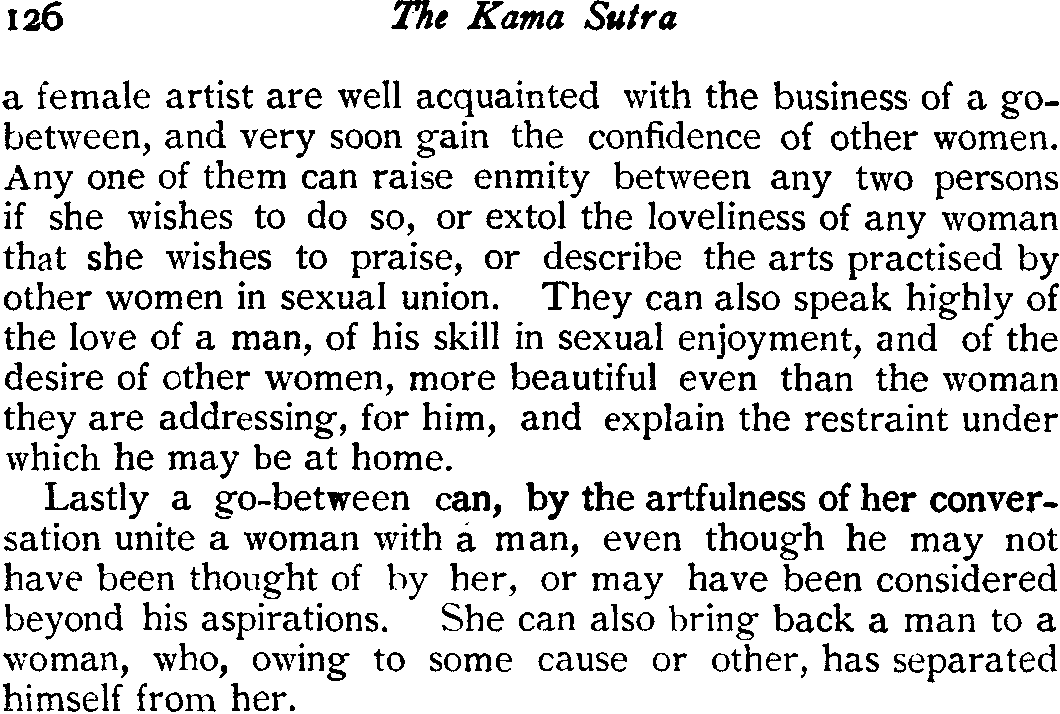 126 The Kama Sutra
a female artist are well acquainted with the business of a go-
between, and very soon gain the confidence of other women.
Any one of them can raise enmity between any two persons
if she wishes to do so, or extol the loveliness of any woman
that she wishes to praise, or describe the arts practised by
other women in sexual union. They can also speak highly of
the love of a man, of his skill in sexual enjoyment, and of the
desire of other women, more beautiful even than the woman
they are addressing, for him, and explain the restraint under
which he may be at home.
Lastly a go-between can, by the artfulness of her conver-
sation unite a woman with a man, even though he may not
have been thought of by her, or may have been considered
beyond his aspirations. She can also bring back a man to a
woman, who, owing to some cause or other, has separated
himself from her.